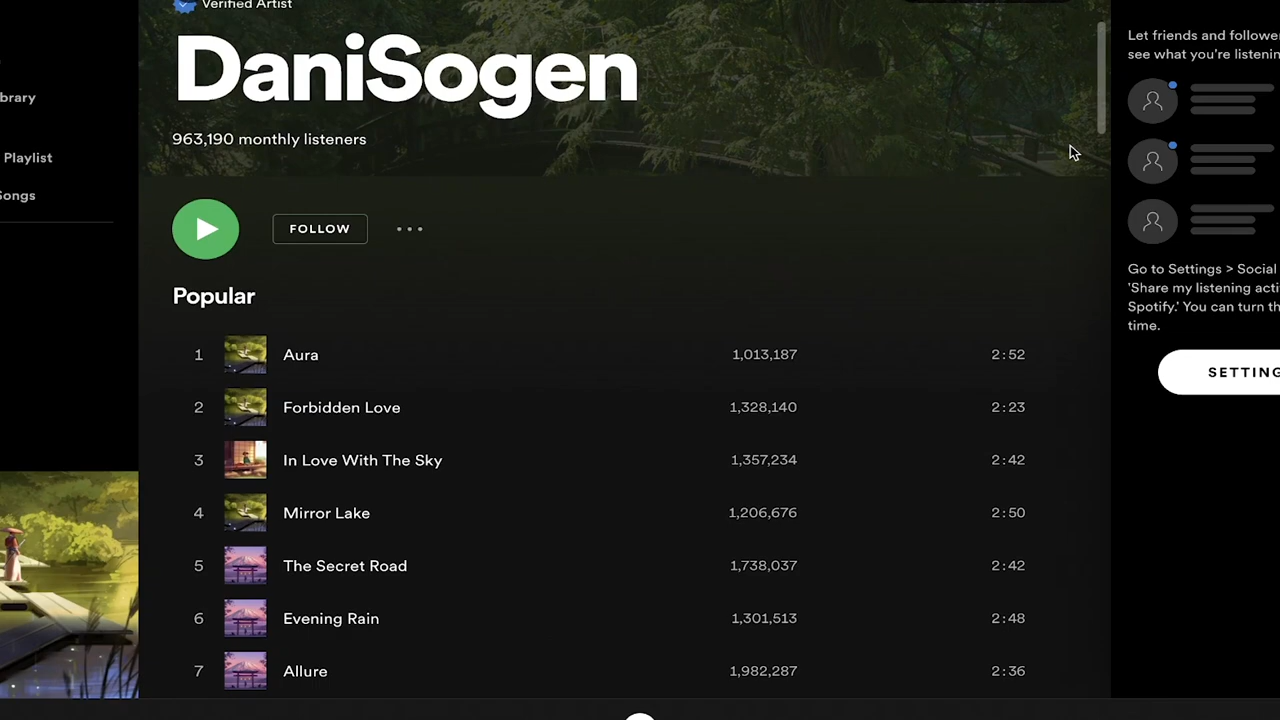 Verified Artist
DaniSogen
963,190 monthly listeners
FOLLOW
Popular
1 Aura 1,013,187 2:52
2 Forbidden Love 1,328,140 2:23
3 In Love With The Sky 1,357,234 2:42
4 Mirror Lake 1,206,676 2:50
5 The Secret Road 1,738,037 2:42
6 Evening Rain 1,301,513 2:48
7 Allure 1,982,287 2:36
brary
Playlist
Songs
Let friends and follower
see what you're listenin
Go to Settings > Social
'Share my listening acti
Spotify.' You can turn th
time.
SETTING